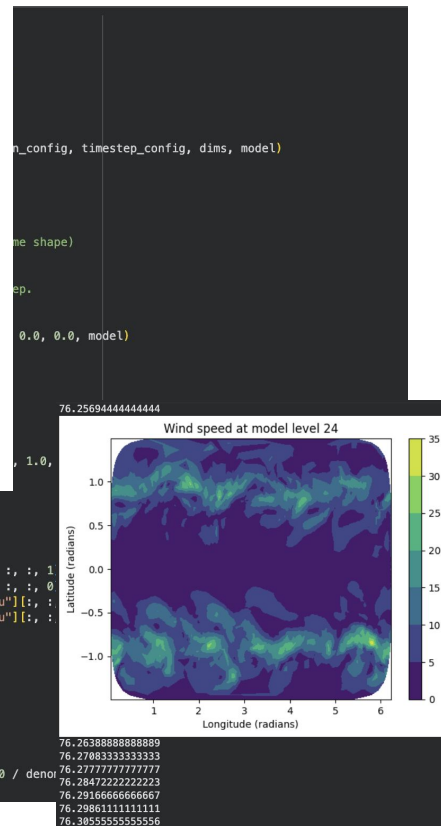 n_config, timestep_config, dims, model)
me shape)
ep.
0.0, 0.0, model)
76.25694444444444
, 1.0,
:, :, 1
:, :, 0
u"][:, :
u"][:, :
0 / denon
Wind speed at model level 24
Latitude (radians)
1.0
0.5
0.0
−0.5
−1.0
1 2 3 4 5 6
Longitude (radians)
35
30
25
20
15
10
5
0
76.26388888888889
76.27083333333333
76.27777777777777
76.28472222222223
76.29166666666667
76.29861111111111
76.30555555555556